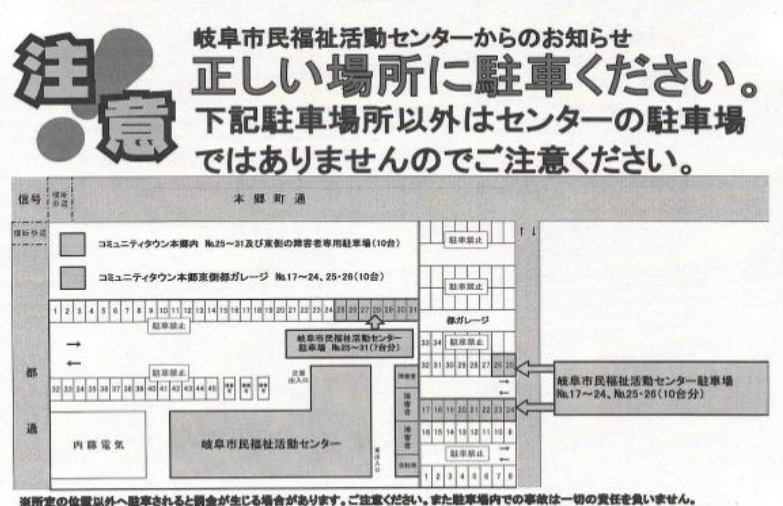 注意
岐阜市民福祉活動センターからのお知らせ
正しい場所に駐車ください。
下記駐車場所以外はセンターの駐車場
ではありませんのでご注意ください。
信号
横断歩道
本郷町通
横断歩道
コミュニティタウン本郷内 No.25～31及び東側の障害者専用駐車場(10台)
コミュニティタウン本郷東側都ガレージ No.17～24、25・26(10台)
駐車禁止
↑ ↓
駐車禁止
都ガレージ
1 2 3 4 5 6 7 8 9 10 11 12 13 14 15 16 17 18 19 20 21 22 23 24 25 26 27 28 29 30 31
駐車禁止
岐阜市民福祉活動センター
駐車場 No.25～31(7台分)
33 34 駐車禁止
32 31 30 29 28 27 26 25
→
←
駐車禁止
32 33 34 35 36 37 38 39 40 41 42 43 44 45
正面出入口
障害者
障害者
障害者
→
←
岐阜市民福祉活動センター駐車場
No.17～24、No.25・26(10台分)
都通
内藤電気
岐阜市民福祉活動センター
東出入口
17 18 19 20 21 22 23 24
16 15 14 13 12 11 10 9
駐車禁止
→
←
1 2 3 4 5 6 7 8
※所定の位置以外へ駐車されると罰金が生じる場合があります。ご注意ください。また駐車場内での事故は一切の責任を負いません。